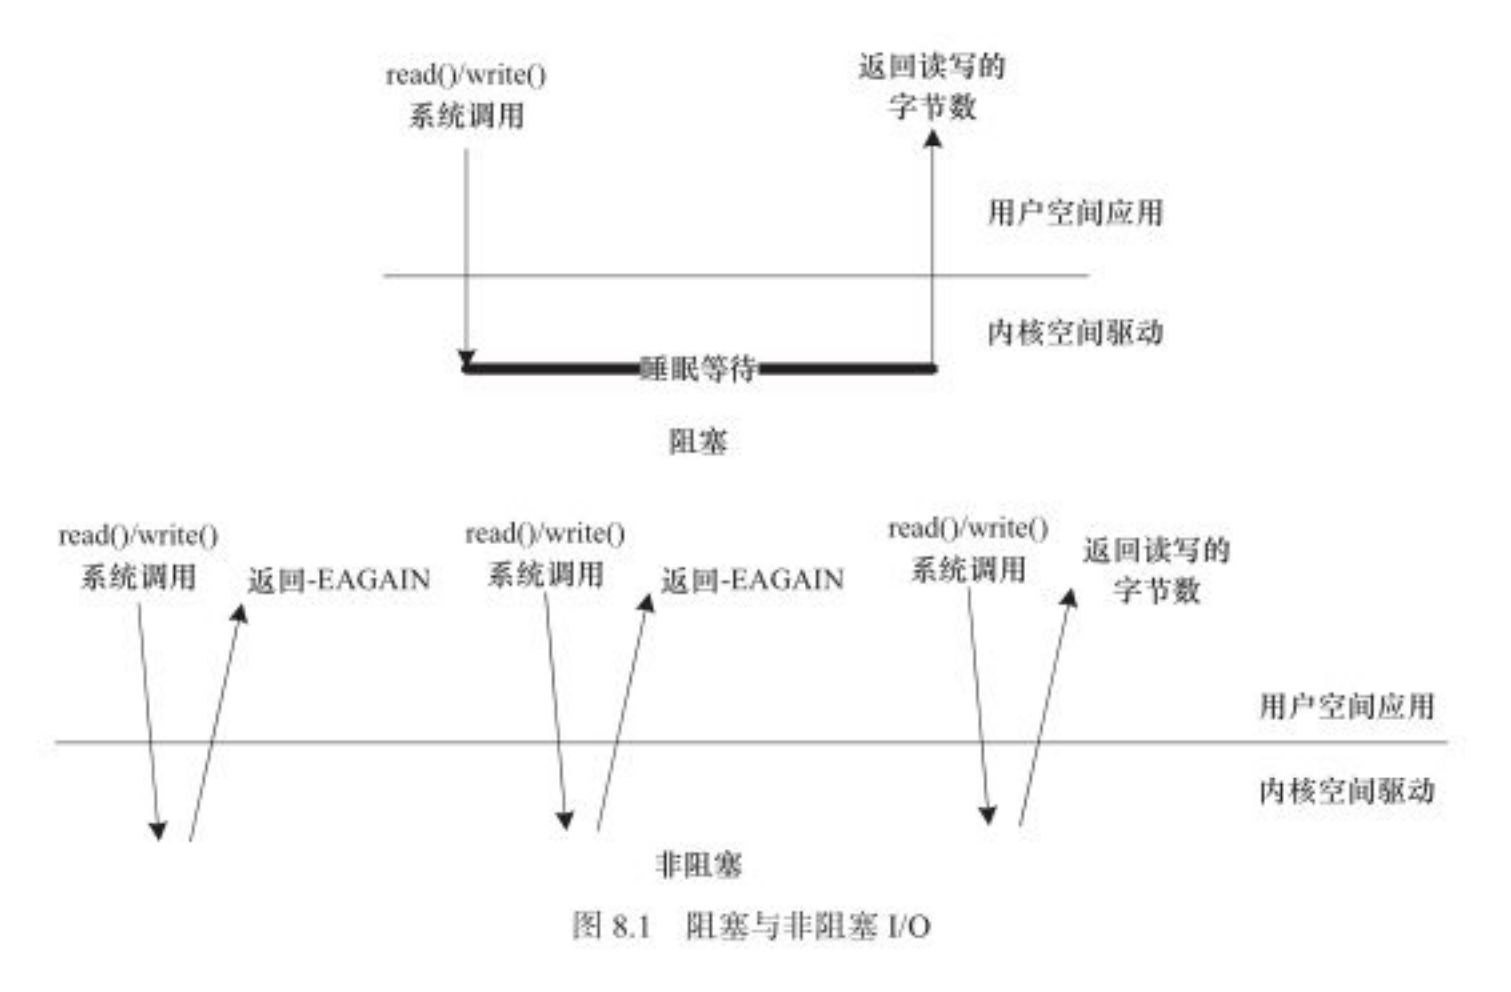 read()/write()
系统调用
返回读写的
字节数
用户空间应用
内核空间驱动
睡眠等待
阻塞
read()/write()
系统调用
返回-EAGAIN
read()/write()
系统调用
返回-EAGAIN
read()/write()
系统调用
返回读写的
字节数
用户空间应用
内核空间驱动
非阻塞
图 8.1 阻塞与非阻塞 I/O